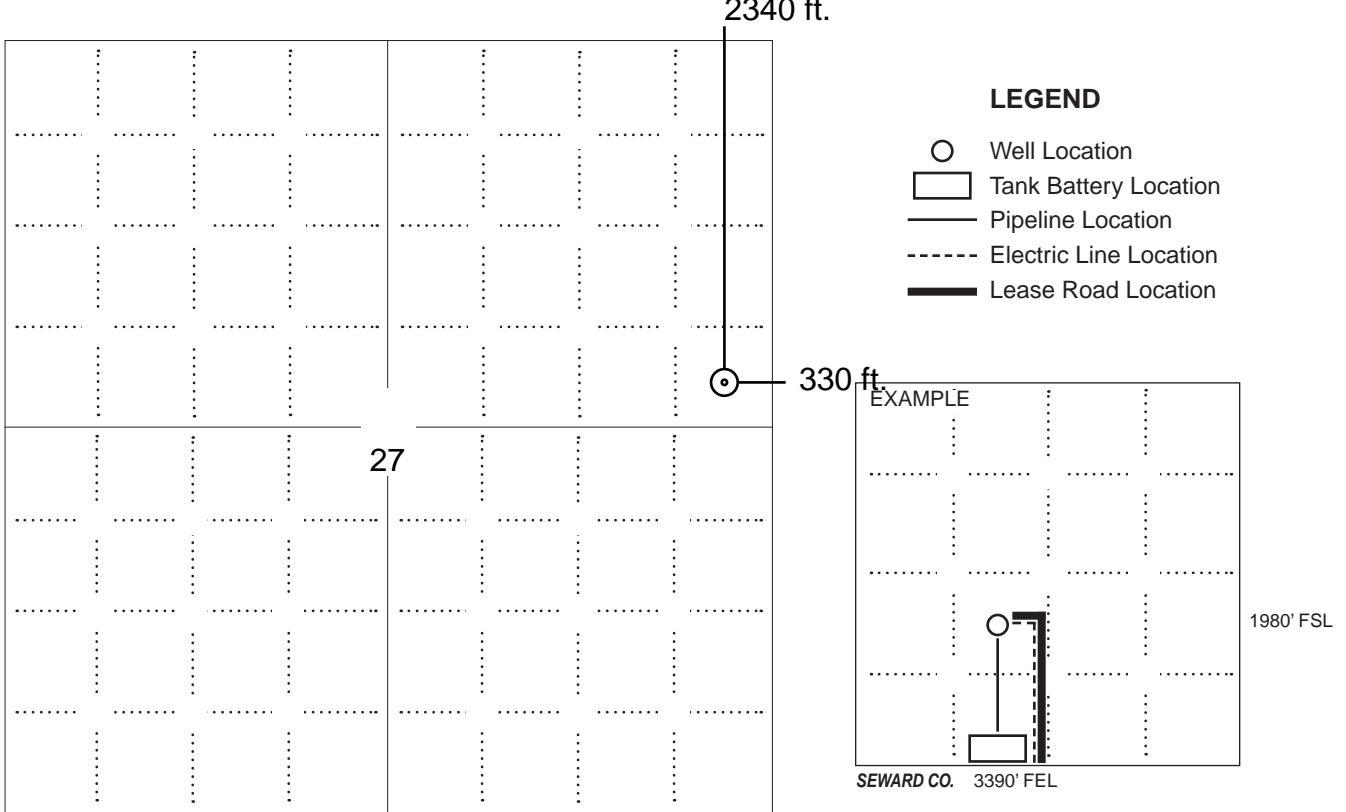 2340 ft.
LEGEND
Well Location
Tank Battery Location
Pipeline Location
Electric Line Location
Lease Road Location
330 ft.
EXAMPLE
27
1980' FSL
SEWARD CO. 3390' FEL